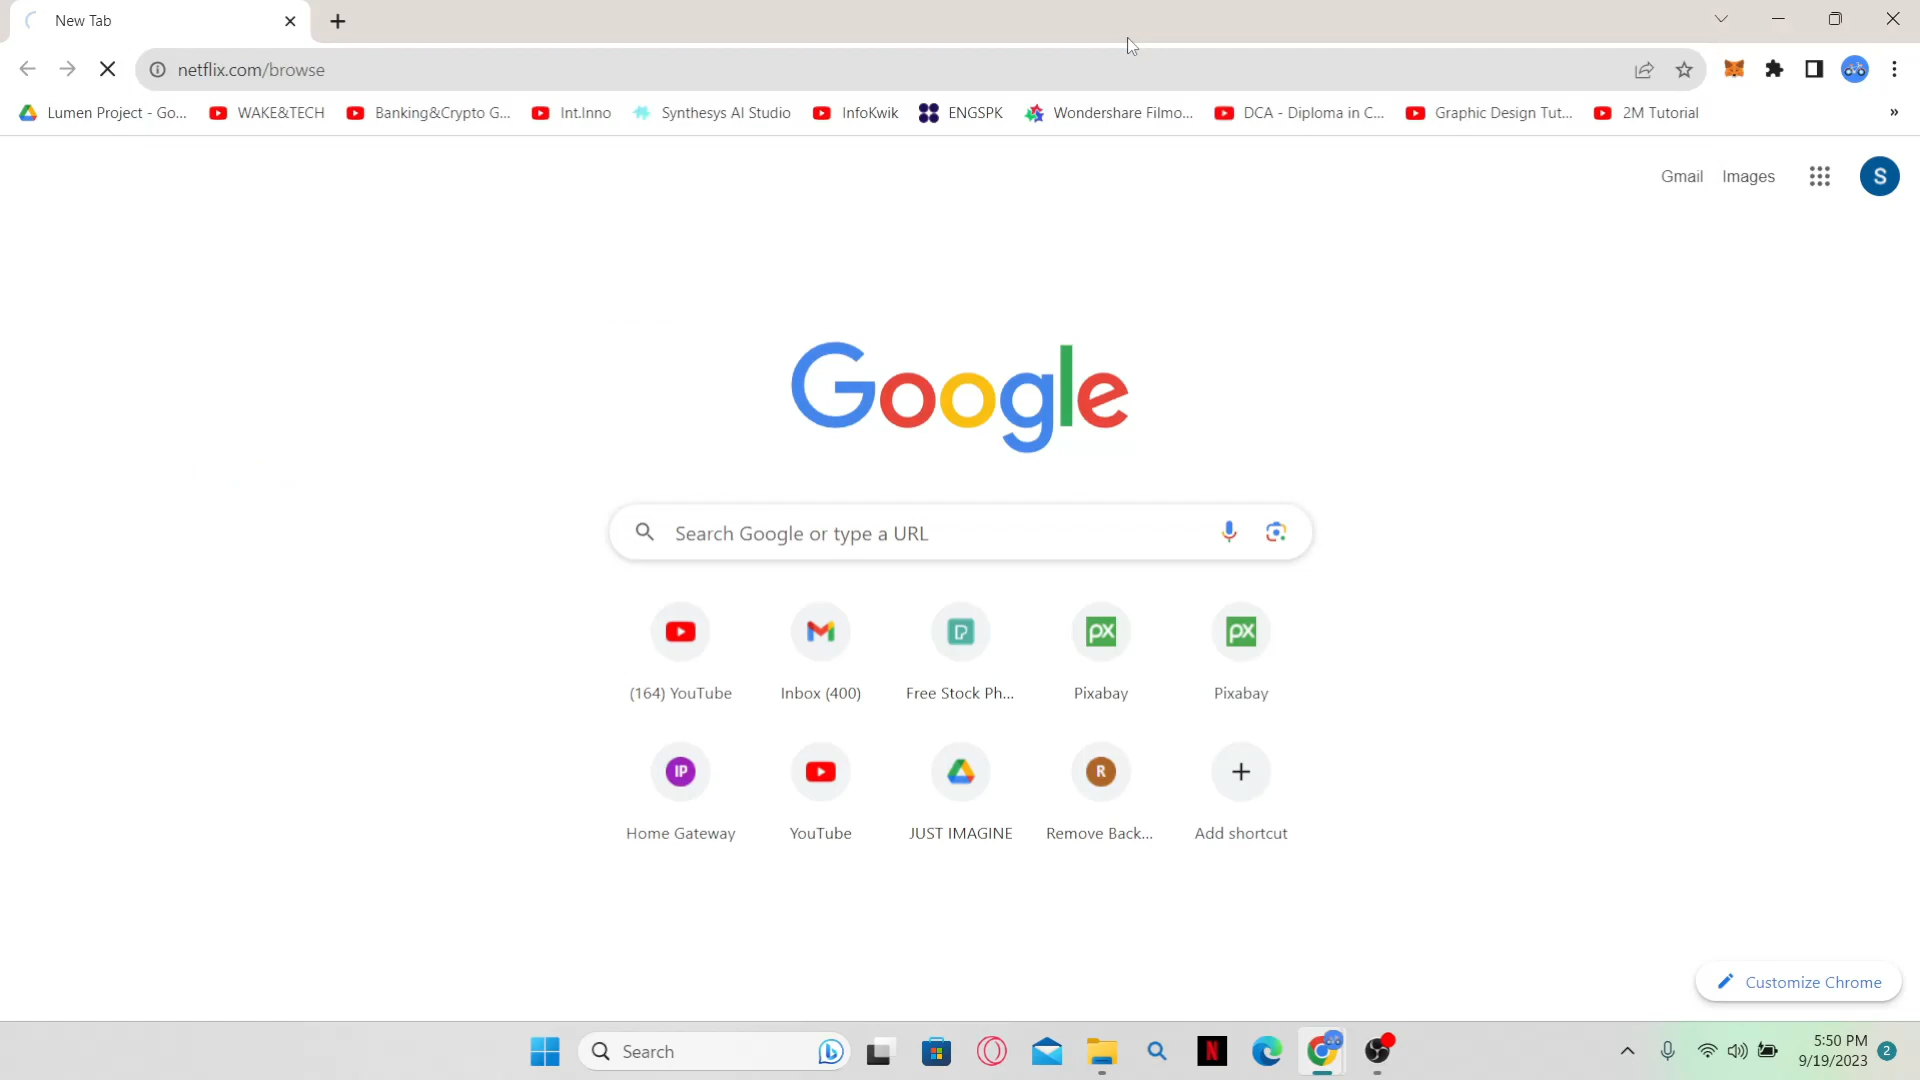 New Tab
netflix.com/browse
Lumen Project - Go... WAKE&TECH Banking&Crypto G... Int.Inno Synthesys AI Studio InfoKwik ENGSPK Wondershare Filmo... DCA - Diploma in C... Graphic Design Tut... 2M Tutorial »
Gmail Images S
Google
Search Google or type a URL
px px
(164) YouTube Inbox (400) Free Stock Ph... Pixabay Pixabay
IP R
Home Gateway YouTube JUST IMAGINE Remove Back... Add shortcut
Customize Chrome
Search
N
5:50 PM
9/19/2023 2